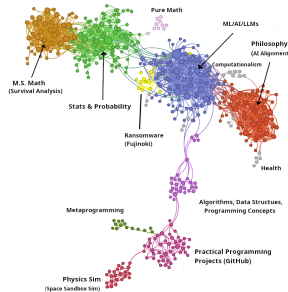 Pure Math
ML/AI/LLMs
Philosophy
(AI Alignment
Computationalism
M.S. Math
(Survival Analysis)
Stats & Probability
Ransomware
(Fujinoki)
Health
Algorithms, Data Structues,
Programming Concepts
Metaprogramming
Practical Programming
Projects (GitHub)
Physics Sim
(Space Sandbox Sim)